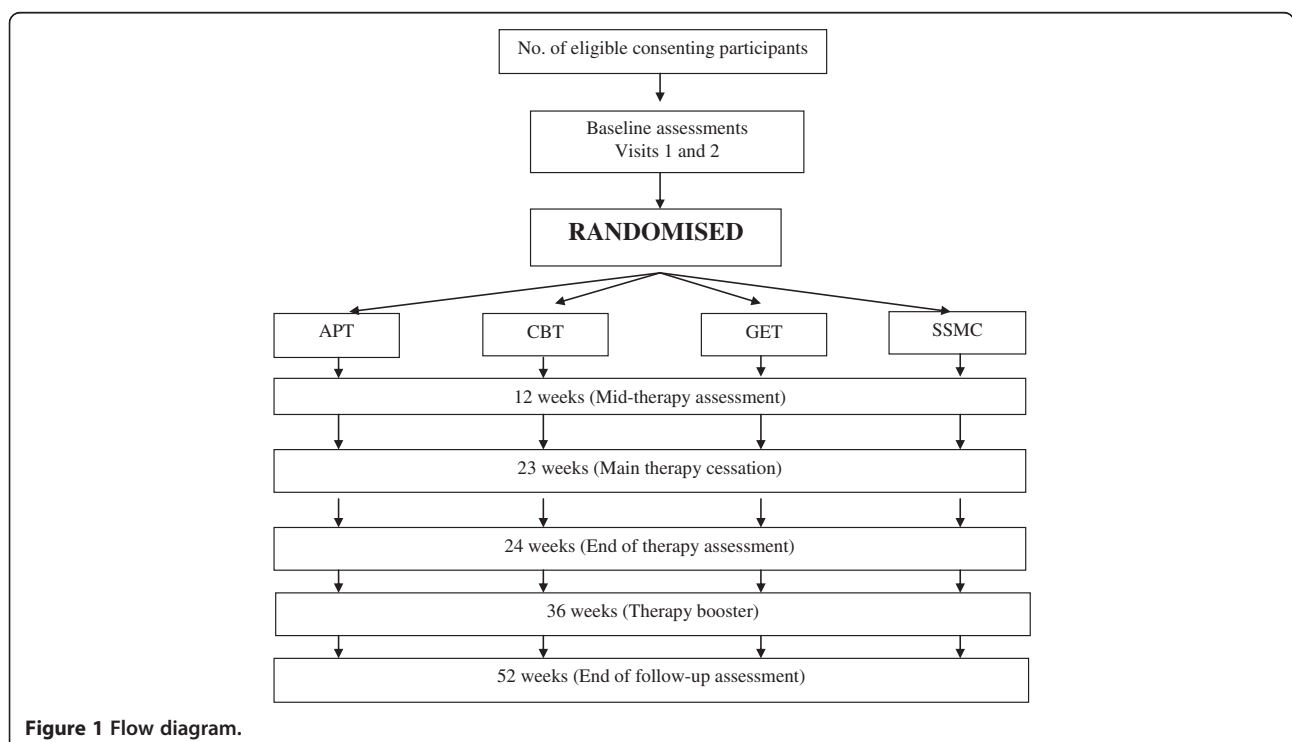 No. of eligible consenting participants
Baseline assessments
Visits 1 and 2
RANDOMISED
APT
CBT
GET
SSMC
12 weeks (Mid-therapy assessment)
23 weeks (Main therapy cessation)
24 weeks (End of therapy assessment)
36 weeks (Therapy booster)
52 weeks (End of follow-up assessment)
Figure 1 Flow diagram.